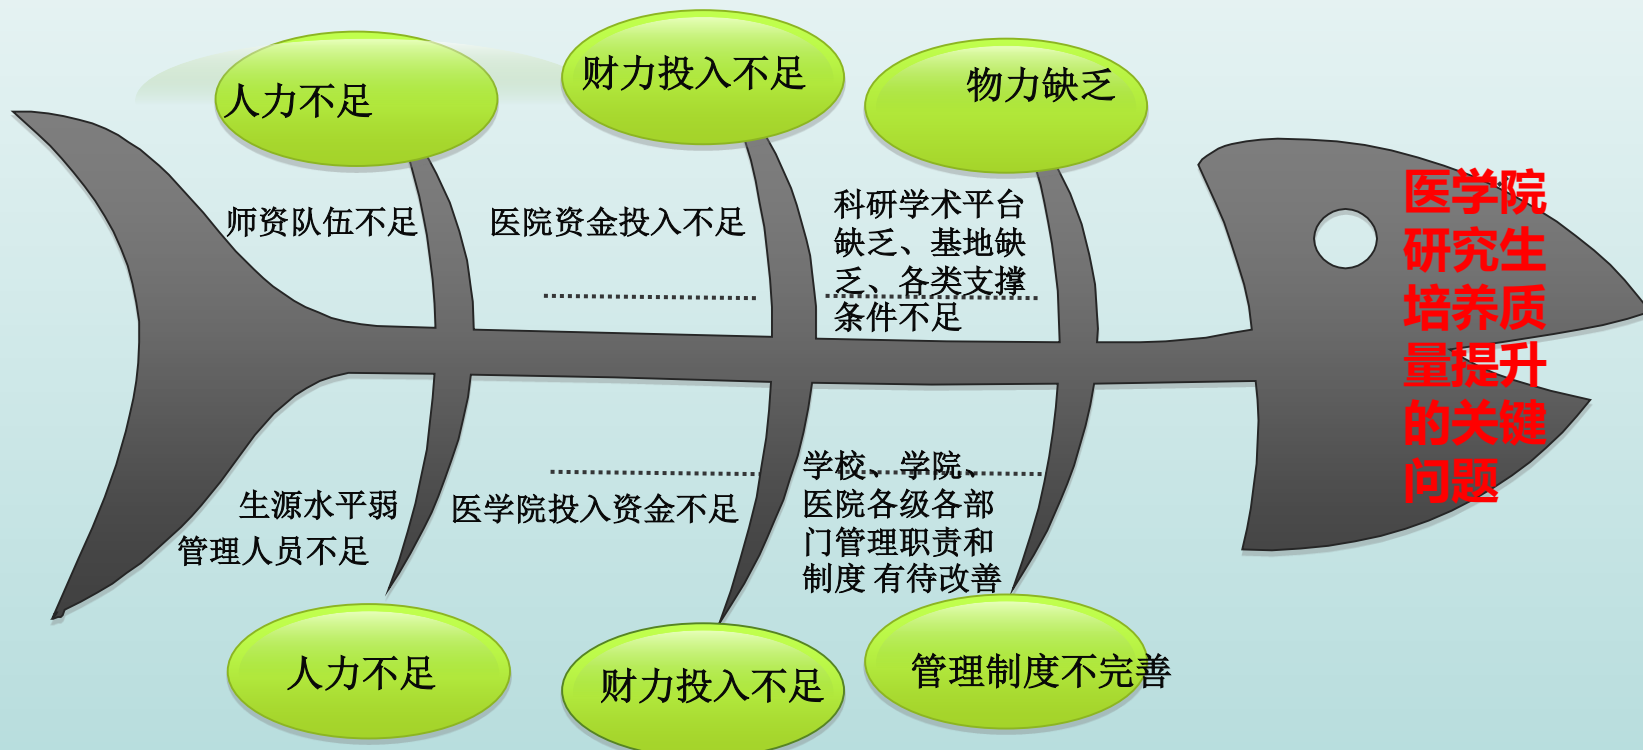 人力不足
财力投入不足
物力缺乏
师资队伍不足
医院资金投入不足
科研学术平台
缺乏、基地缺
乏、各类支撑
条件不足
医学院
研究生
培养质
量提升
的关键
问题
生源水平弱
管理人员不足
医学院投入资金不足
学校、学院、
医院各级各部
门管理职责和
制度 有待改善
人力不足
财力投入不足
管理制度不完善